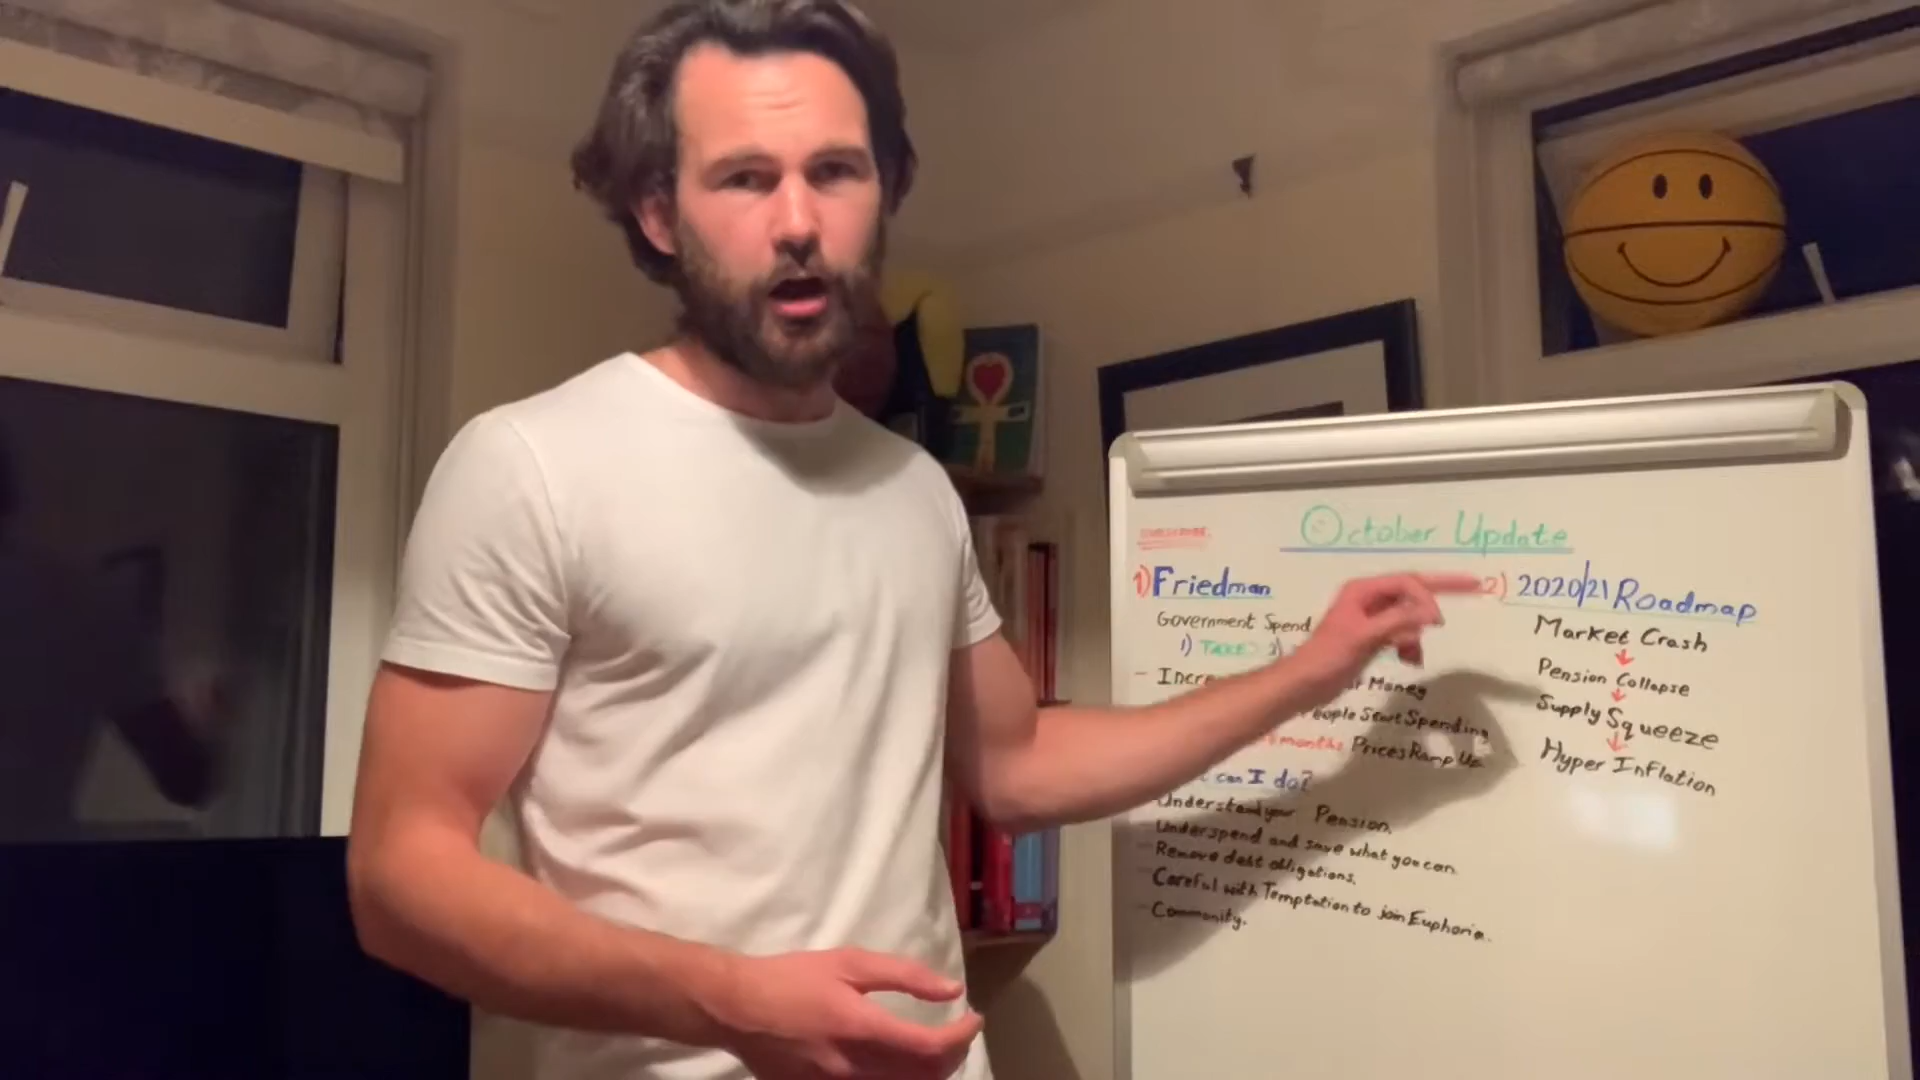 October Update
SUBSCRIBE.
1) Friedman
Government Spend
1) TAKE 2)
- Incre Money
People Start Spending
months Prices Ramp Up
can I do?
- Understand your Pension.
- Underspend and save what you can.
- Remove debt obligations.
- Careful with Temptation to join Euphoria.
- Community.
2) 2020/21 Roadmap
Market Crash
Pension Collapse
Supply Squeeze
Hyper Inflation